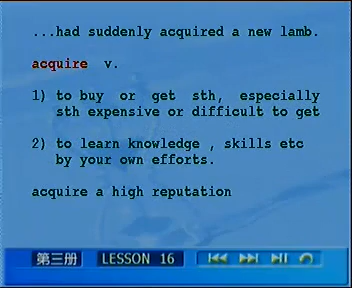 ...had suddenly acquired a new lamb.
acquire v.
1) to buy or get sth, especially
sth expensive or difficult to get
2) to learn knowledge , skills etc
by your own efforts.
acquire a high reputation
第三册 LESSON 16